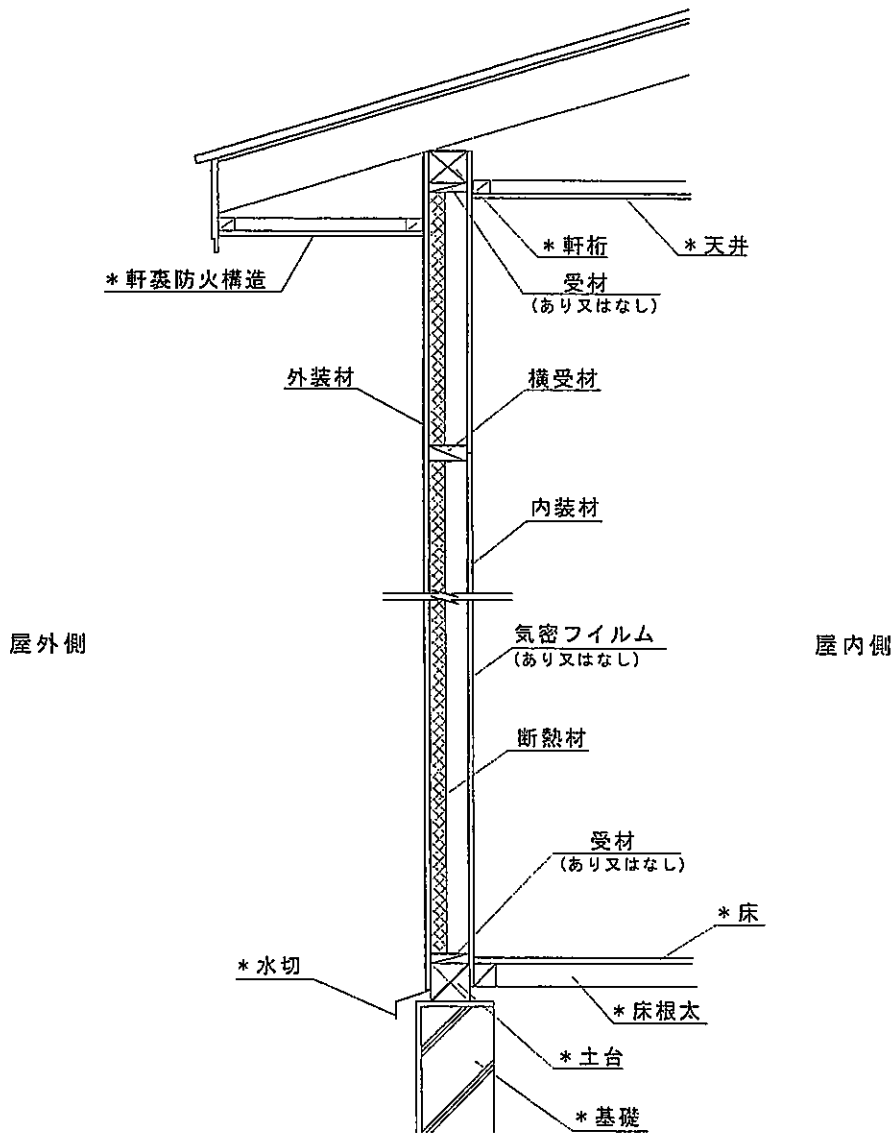 *軒桁
*天井
*軒裏防火構造
受材
(あり又はなし)
外装材
横受材
内装材
屋外側
気密フイルム
(あり又はなし)
屋内側
断熱材
受材
(あり又はなし)
*床
*水切
*床根太
*土台
*基礎